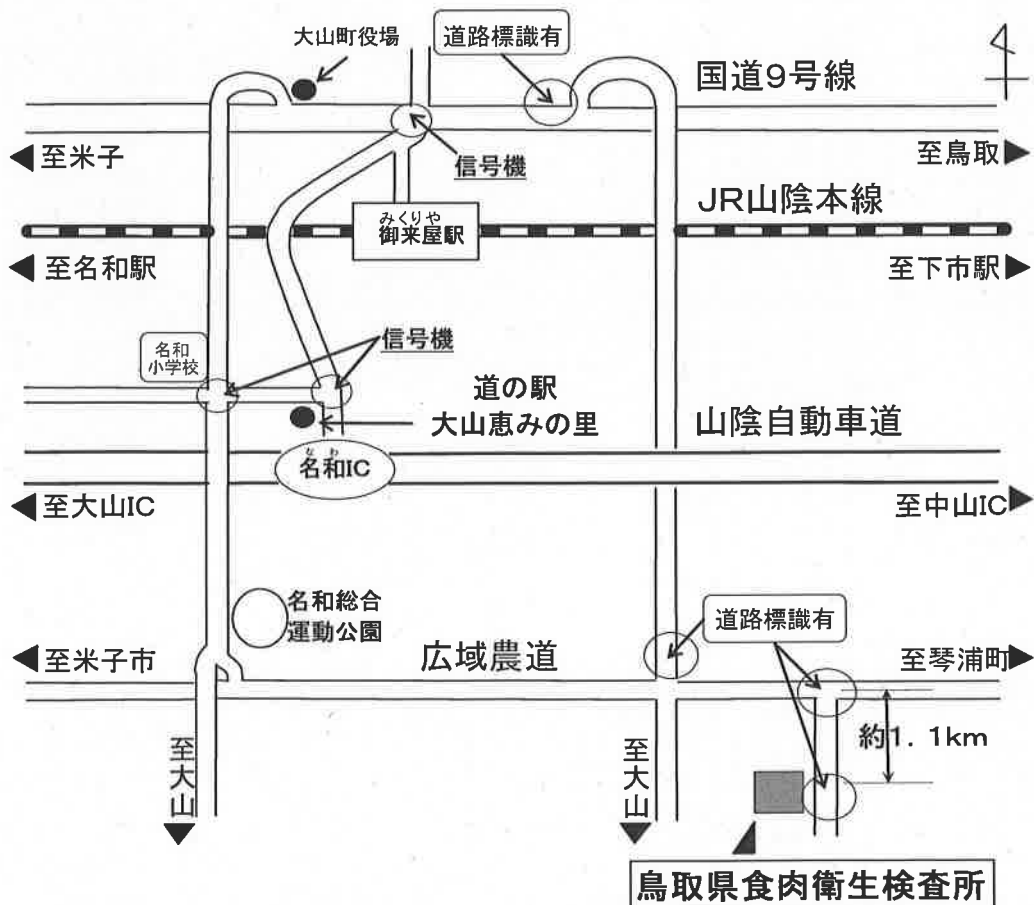 大山町役場
道路標識有
国道9号線
◀至米子
信号機
至鳥取▶
JR山陰本線
みくりや
御来屋駅
◀至名和駅
至下市駅▶
名和
小学校
信号機
道の駅
大山恵みの里
山陰自動車道
なわ
名和IC
◀至大山IC
至中山IC▶
名和総合
運動公園
道路標識有
◀至米子市
広域農道
至琴浦町▶
約1.1km
至大山
至大山
鳥取県食肉衛生検査所